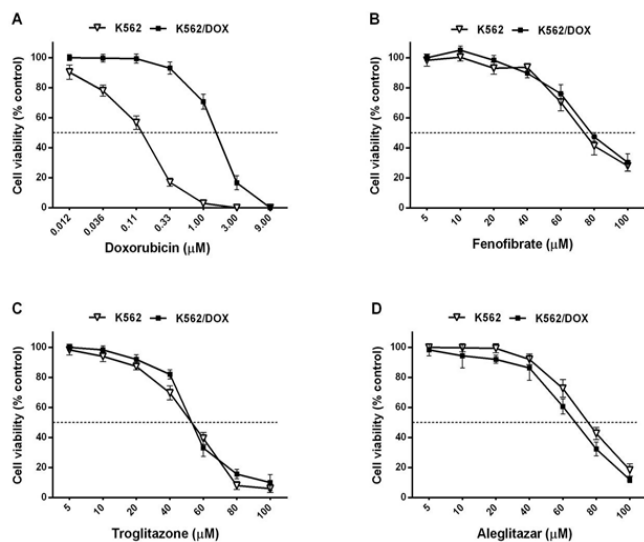 A
K562 K562/DOX
Cell viability (% control)
100
80
60
40
20
0
0.012 0.036 0.11 0.33 1.00 3.00 9.00
Doxorubicin (µM)
B
K562 K562/DOX
Cell viability (% control)
100
80
60
40
20
0
5 10 20 40 60 80 100
Fenofibrate (µM)
C
K562 K562/DOX
Cell viability (% control)
100
80
60
40
20
0
5 10 20 40 60 80 100
Troglitazone (µM)
D
K562 K562/DOX
Cell viability (% control)
100
80
60
40
20
0
5 10 20 40 60 80 100
Aleglitazar (µM)